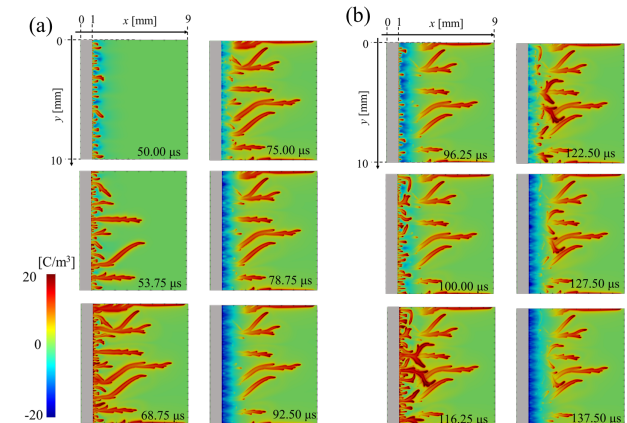 (a)
0 1 x [mm] 9
0
y [mm]
10
50.00 μs
75.00 μs
53.75 μs
78.75 μs
[C/m³]
20
0
-20
68.75 μs
92.50 μs
(b)
0 1 x [mm] 9
0
y [mm]
10
96.25 μs
122.50 μs
100.00 μs
127.50 μs
116.25 μs
137.50 μs